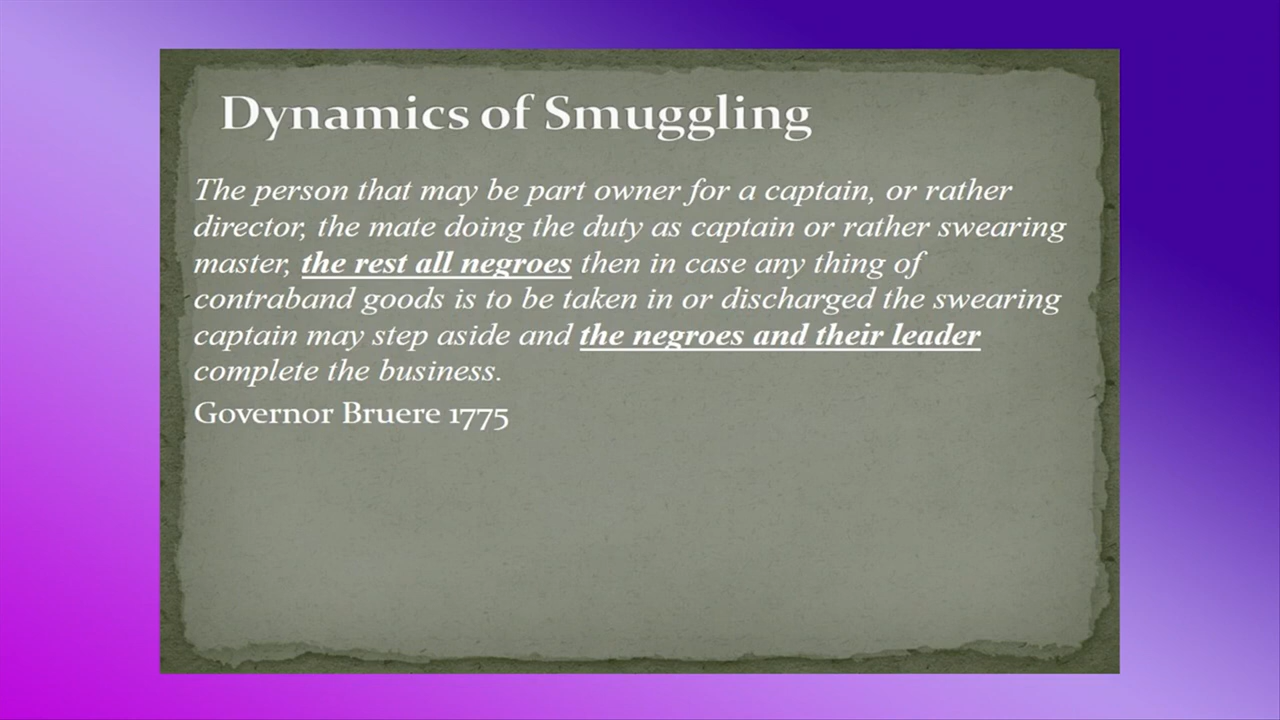 Dynamics of Smuggling
The person that may be part owner for a captain, or rather
director, the mate doing the duty as captain or rather swearing
master, the rest all negroes then in case any thing of
contraband goods is to be taken in or discharged the swearing
captain may step aside and the negroes and their leader
complete the business.
Governor Bruere 1775